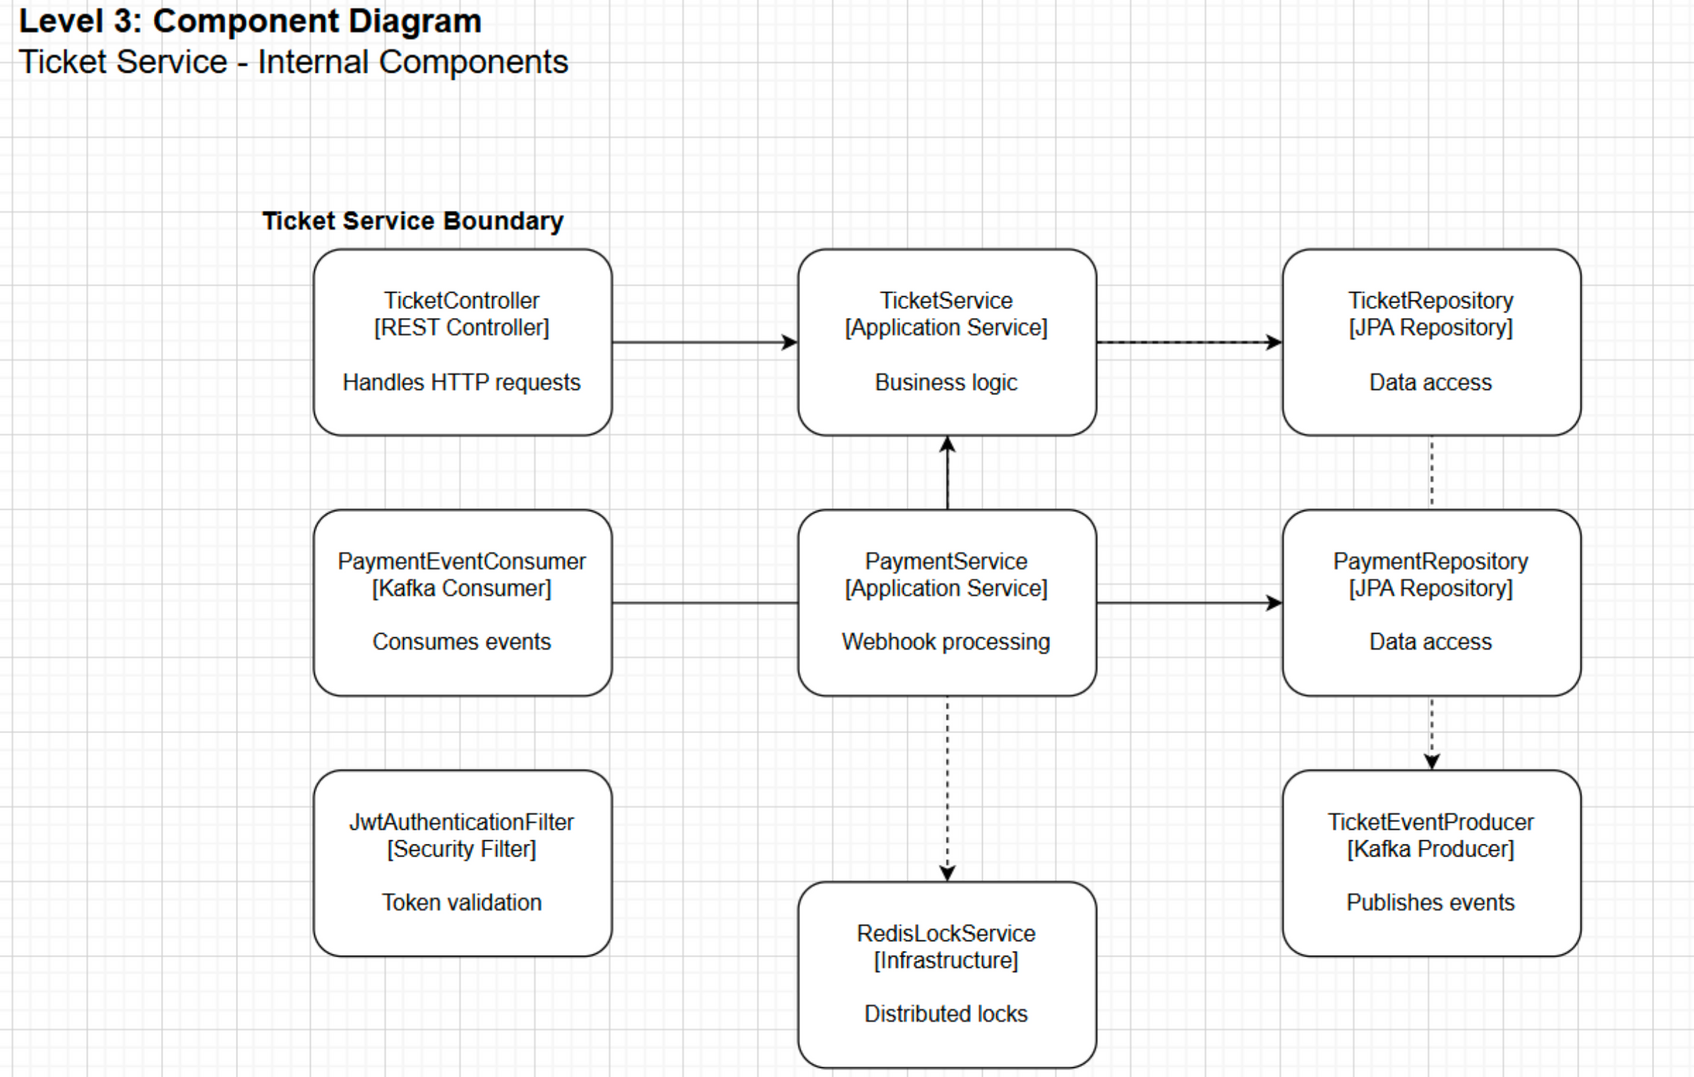 Level 3: Component Diagram
Ticket Service - Internal Components
Ticket Service Boundary
TicketController
[REST Controller]
Handles HTTP requests
TicketService
[Application Service]
Business logic
TicketRepository
[JPA Repository]
Data access
PaymentEventConsumer
[Kafka Consumer]
Consumes events
PaymentService
[Application Service]
Webhook processing
PaymentRepository
[JPA Repository]
Data access
JwtAuthenticationFilter
[Security Filter]
Token validation
RedisLockService
[Infrastructure]
Distributed locks
TicketEventProducer
[Kafka Producer]
Publishes events